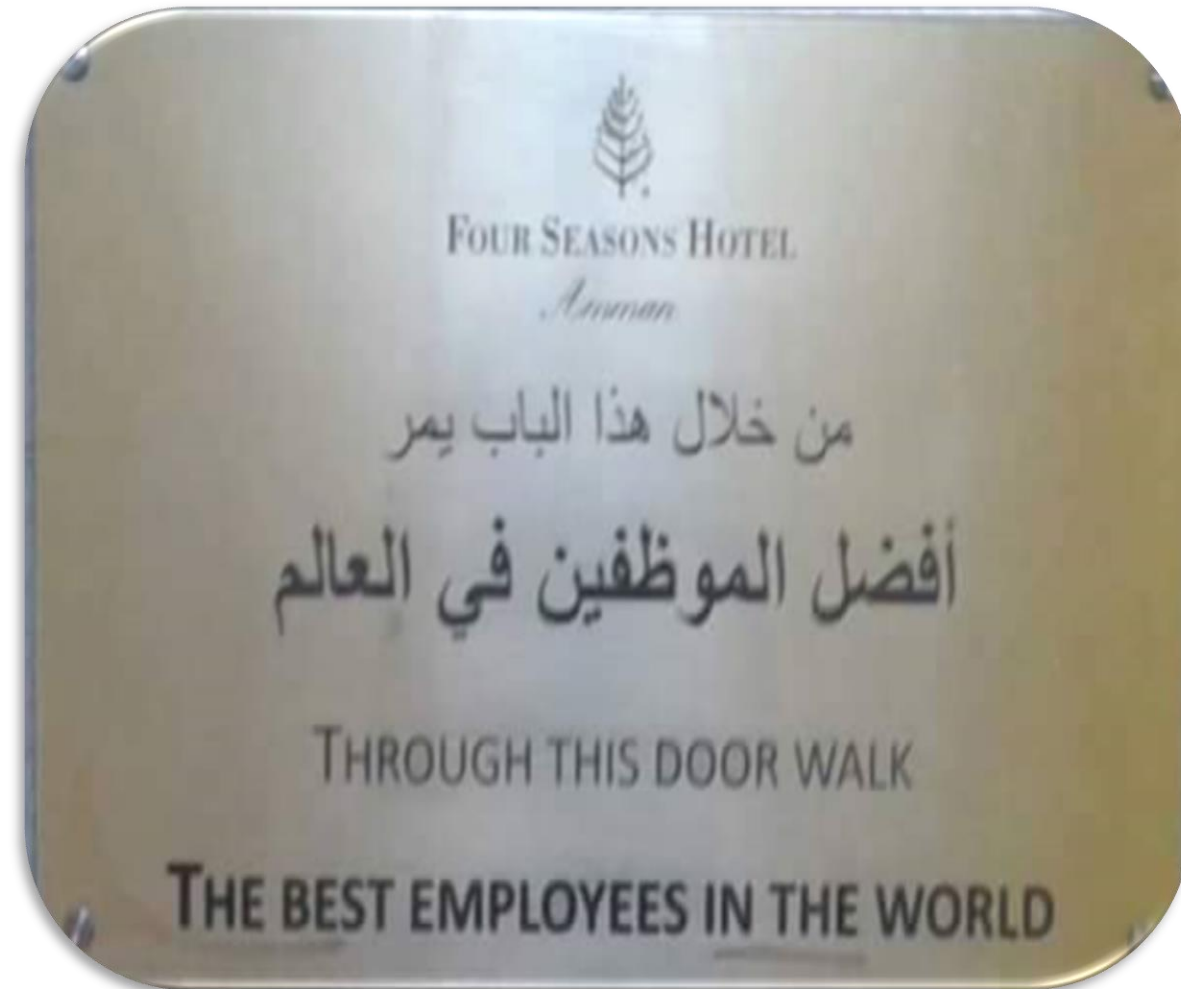 FOUR SEASONS HOTEL
Amman
من خلال هذا الباب يمر
أفضل الموظفين في العالم
THROUGH THIS DOOR WALK
THE BEST EMPLOYEES IN THE WORLD